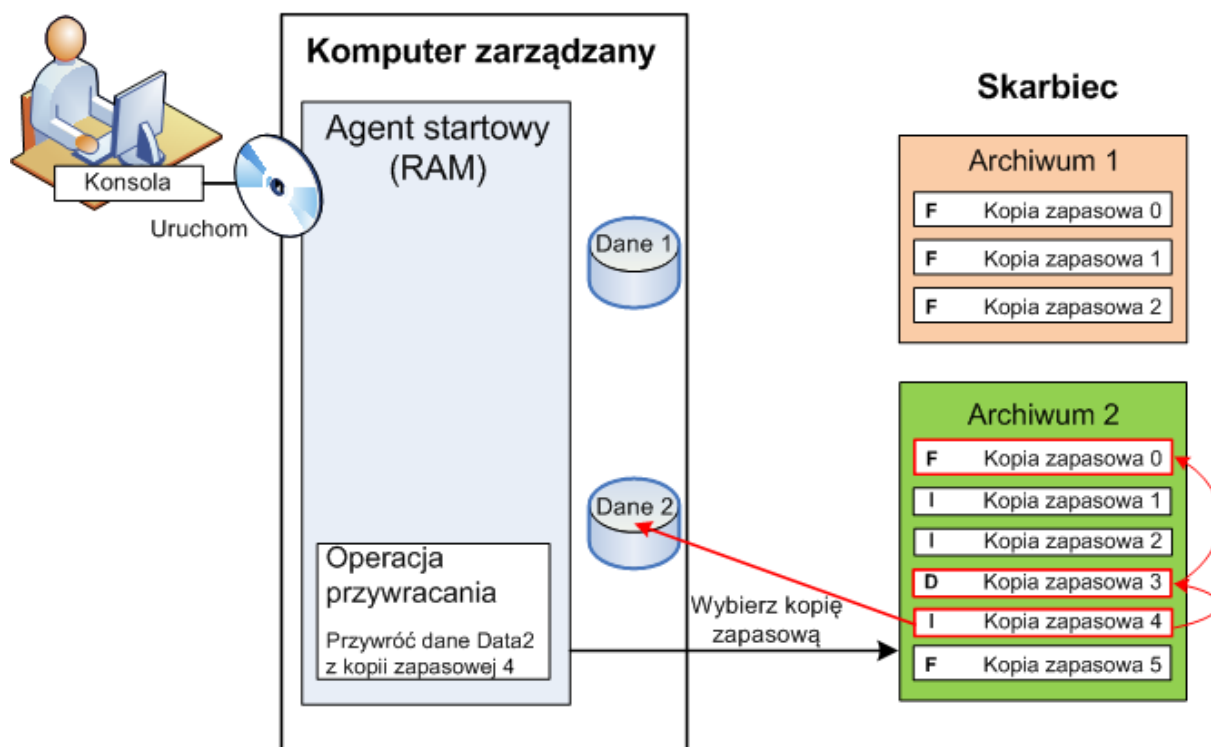 Komputer zarządzany
Agent startowy
(RAM)
Konsola
Uruchom
Dane 1
Dane 2
Operacja
przywracania
Przywróć dane Data2
z kopii zapasowej 4
Wybierz kopię
zapasową
Skarbiec
Archiwum 1
F Kopia zapasowa 0
F Kopia zapasowa 1
F Kopia zapasowa 2
Archiwum 2
F Kopia zapasowa 0
I Kopia zapasowa 1
I Kopia zapasowa 2
D Kopia zapasowa 3
I Kopia zapasowa 4
F Kopia zapasowa 5